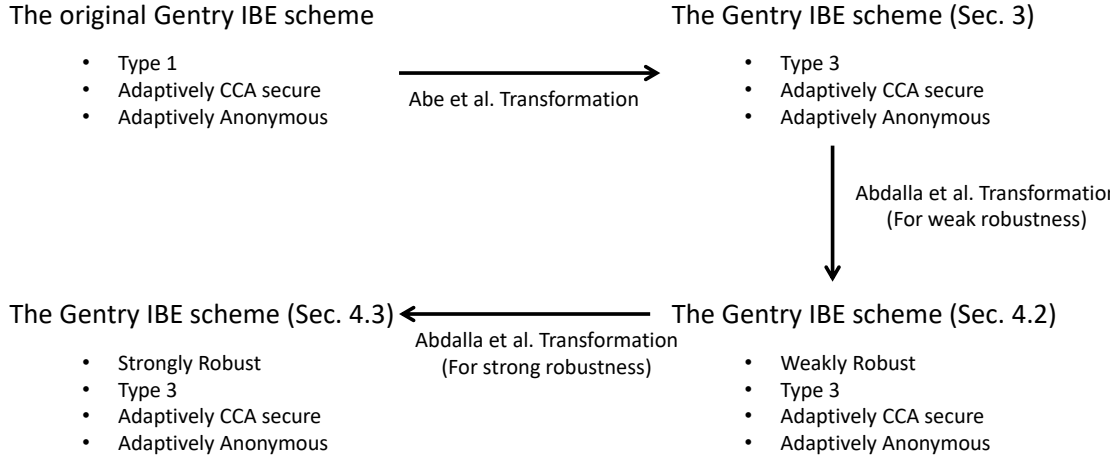 The original Gentry IBE scheme
• Type 1
• Adaptively CCA secure
• Adaptively Anonymous
Abe et al. Transformation
The Gentry IBE scheme (Sec. 3)
• Type 3
• Adaptively CCA secure
• Adaptively Anonymous
Abdalla et al. Transformation
(For weak robustness)
The Gentry IBE scheme (Sec. 4.3)
• Strongly Robust
• Type 3
• Adaptively CCA secure
• Adaptively Anonymous
Abdalla et al. Transformation
(For strong robustness)
The Gentry IBE scheme (Sec. 4.2)
• Weakly Robust
• Type 3
• Adaptively CCA secure
• Adaptively Anonymous